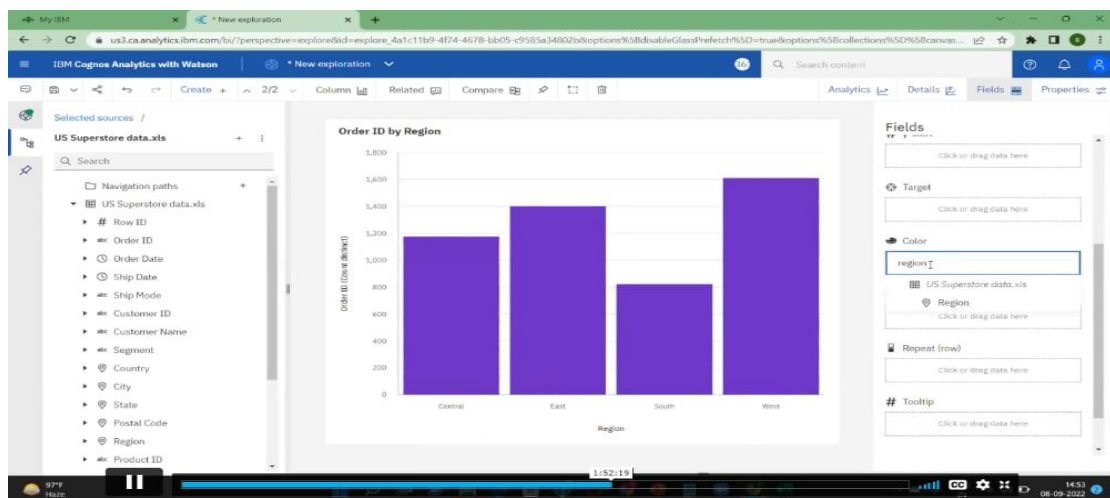 My IBM
* New exploration
us3.ca.analytics.ibm.com/bi/?perspective=explore&id=explore_4a1c11b9-4f74-4678-bb05-c9585a34802b&options%5BdisableGlassPrefetch%5D=true&options%5Bcollections%5D%5Bcanvas...
IBM Cognos Analytics with Watson
* New exploration
36
Search content
Create +
2/2
Column
Related
Compare
Analytics
Details
Fields
Properties
Selected sources /
US Superstore data.xls
Search
Navigation paths
US Superstore data.xls
# Row ID
abc Order ID
Order Date
Ship Date
abc Ship Mode
abc Customer ID
abc Customer Name
abc Segment
Country
City
State
Postal Code
Region
abc Product ID
Order ID by Region
1,800
1,600
1,400
1,200
1,000
800
600
400
200
0
Order ID (Count distinct)
Central
East
South
West
Region
Fields
Click or drag data here
Target
Click or drag data here
Color
region
US Superstore data.xls
Region
Click or drag data here
Repeat (row)
Click or drag data here
# Tooltip
Click or drag data here
1:52:19
97°F
Haze
CC
14:53
08-09-2022